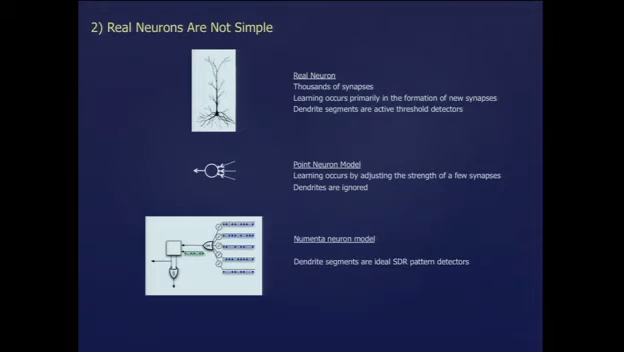 2) Real Neurons Are Not Simple
Real Neuron
Thousands of synapses
Learning occurs primarily in the formation of new synapses
Dendrite segments are active threshold detectors
Point Neuron Model
Learning occurs by adjusting the strength of a few synapses
Dendrites are ignored
Numenta neuron model
Dendrite segments are ideal SDR pattern detectors